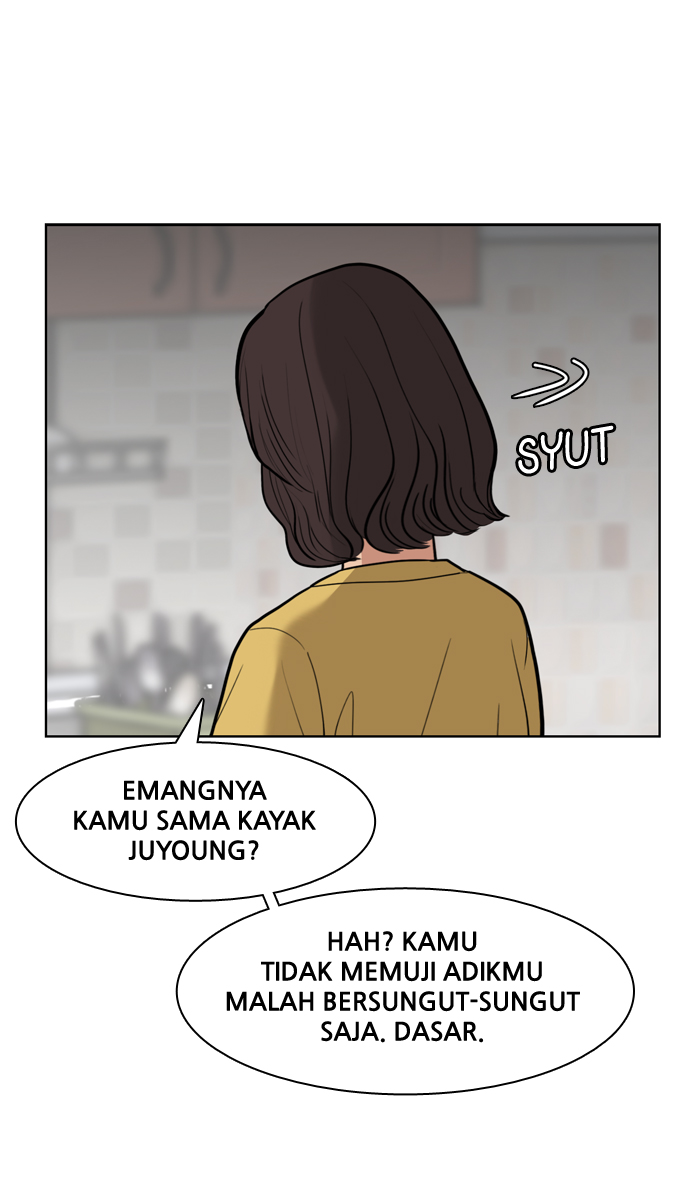 SYUT
EMANGNYA
KAMU SAMA KAYAK
JUYOUNG?
HAH? KAMU
TIDAK MEMUJI ADIKMU
MALAH BERSUNGUT-SUNGUT
SAJA. DASAR.